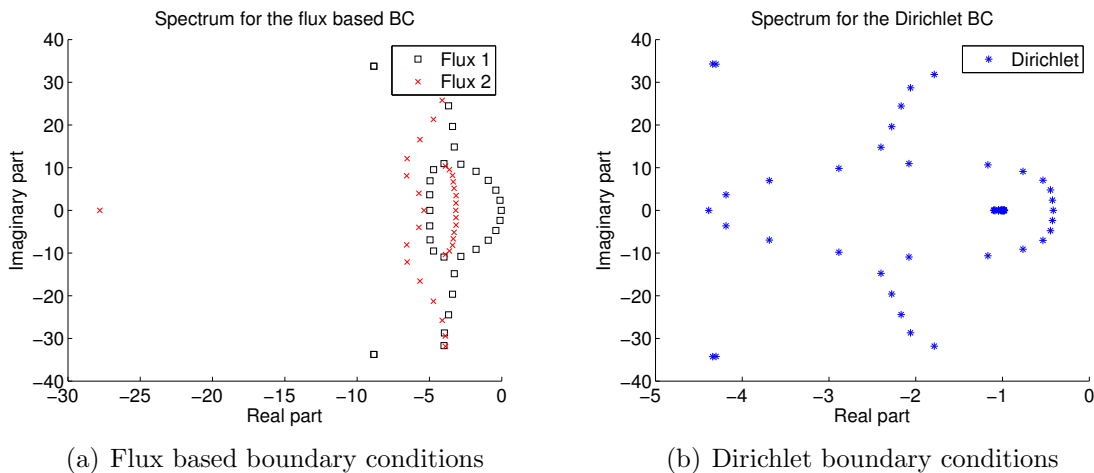 Spectrum for the flux based BC
Flux 1
Flux 2
40
30
20
10
0
−10
−20
−30
−40
−30
−25
−20
−15
−10
−5
0
Imaginary part
Real part
(a) Flux based boundary conditions
Spectrum for the Dirichlet BC
Dirichlet
40
30
20
10
0
−10
−20
−30
−40
−5
−4
−3
−2
−1
0
Imaginary part
Real part
(b) Dirichlet boundary conditions